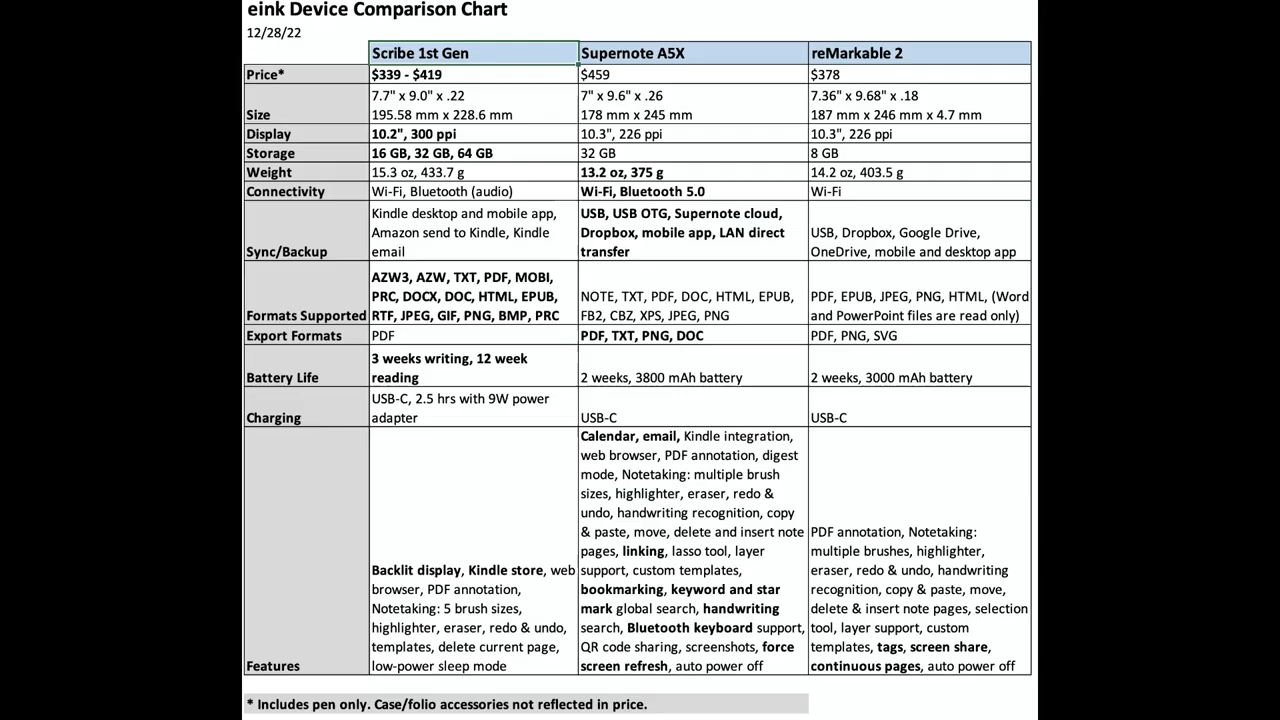 eink Device Comparison Chart
12/28/22
Scribe 1st Gen Supernote A5X reMarkable 2
Price* $339 - $419 $459 $378
7.7" x 9.0" x .22 7" x 9.6" x .26 7.36" x 9.68" x .18
Size 195.58 mm x 228.6 mm 178 mm x 245 mm 187 mm x 246 mm x 4.7 mm
Display 10.2", 300 ppi 10.3", 226 ppi 10.3", 226 ppi
Storage 16 GB, 32 GB, 64 GB 32 GB 8 GB
Weight 15.3 oz, 433.7 g 13.2 oz, 375 g 14.2 oz, 403.5 g
Connectivity Wi-Fi, Bluetooth (audio) Wi-Fi, Bluetooth 5.0 Wi-Fi
Sync/Backup
Kindle desktop and mobile app,
Amazon send to Kindle, Kindle
email
USB, USB OTG, Supernote cloud,
Dropbox, mobile app, LAN direct
transfer
USB, Dropbox, Google Drive,
OneDrive, mobile and desktop app
Formats Supported
AZW3, AZW, TXT, PDF, MOBI,
PRC, DOCX, DOC, HTML, EPUB,
RTF, JPEG, GIF, PNG, BMP, PRC
NOTE, TXT, PDF, DOC, HTML, EPUB,
FB2, CBZ, XPS, JPEG, PNG
PDF, EPUB, JPEG, PNG, HTML, (Word
and PowerPoint files are read only)
Export Formats PDF PDF, TXT, PNG, DOC PDF, PNG, SVG
Battery Life
3 weeks writing, 12 week
reading
2 weeks, 3800 mAh battery
2 weeks, 3000 mAh battery
Charging
USB-C, 2.5 hrs with 9W power
adapter
USB-C
USB-C
Features
Backlit display, Kindle store, web
browser, PDF annotation,
Notetaking: 5 brush sizes,
highlighter, eraser, redo & undo,
templates, delete current page,
low-power sleep mode
Calendar, email, Kindle integration,
web browser, PDF annotation, digest
mode, Notetaking: multiple brush
sizes, highlighter, eraser, redo &
undo, handwriting recognition, copy
& paste, move, delete and insert note
pages, linking, lasso tool, layer
support, custom templates,
bookmarking, keyword and star
mark global search, handwriting
search, Bluetooth keyboard support,
QR code sharing, screenshots, force
screen refresh, auto power off
PDF annotation, Notetaking:
multiple brushes, highlighter,
eraser, redo & undo, handwriting
recognition, copy & paste, move,
delete & insert note pages, selection
tool, layer support, custom
templates, tags, screen share,
continuous pages, auto power off
* Includes pen only. Case/folio accessories not reflected in price.